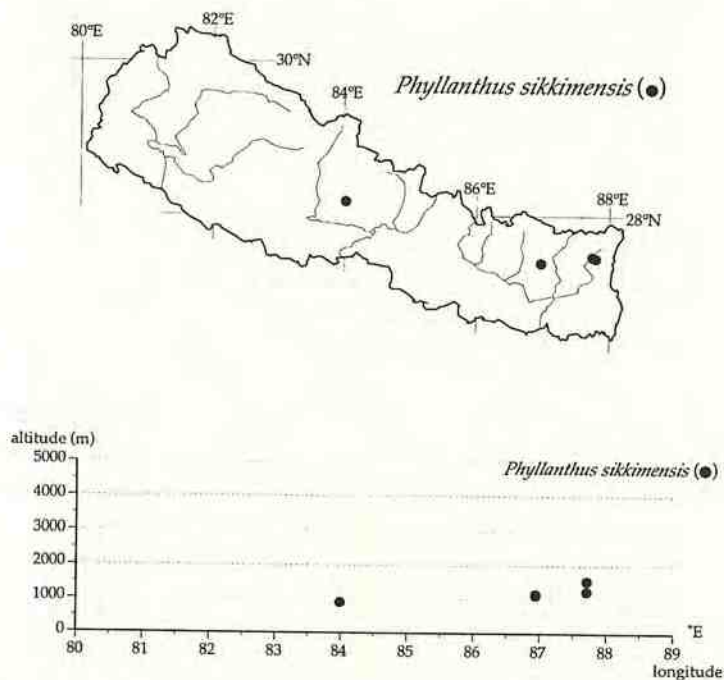 80°E
82°E
30°N
84°E
Phyllanthus sikkimensis (●)
86°E
88°E
28°N
altitude (m)
5000
Phyllanthus sikkimensis (●)
4000
3000
2000
1000
0
°E
80 81 82 83 84 85 86 87 88 89
longitude